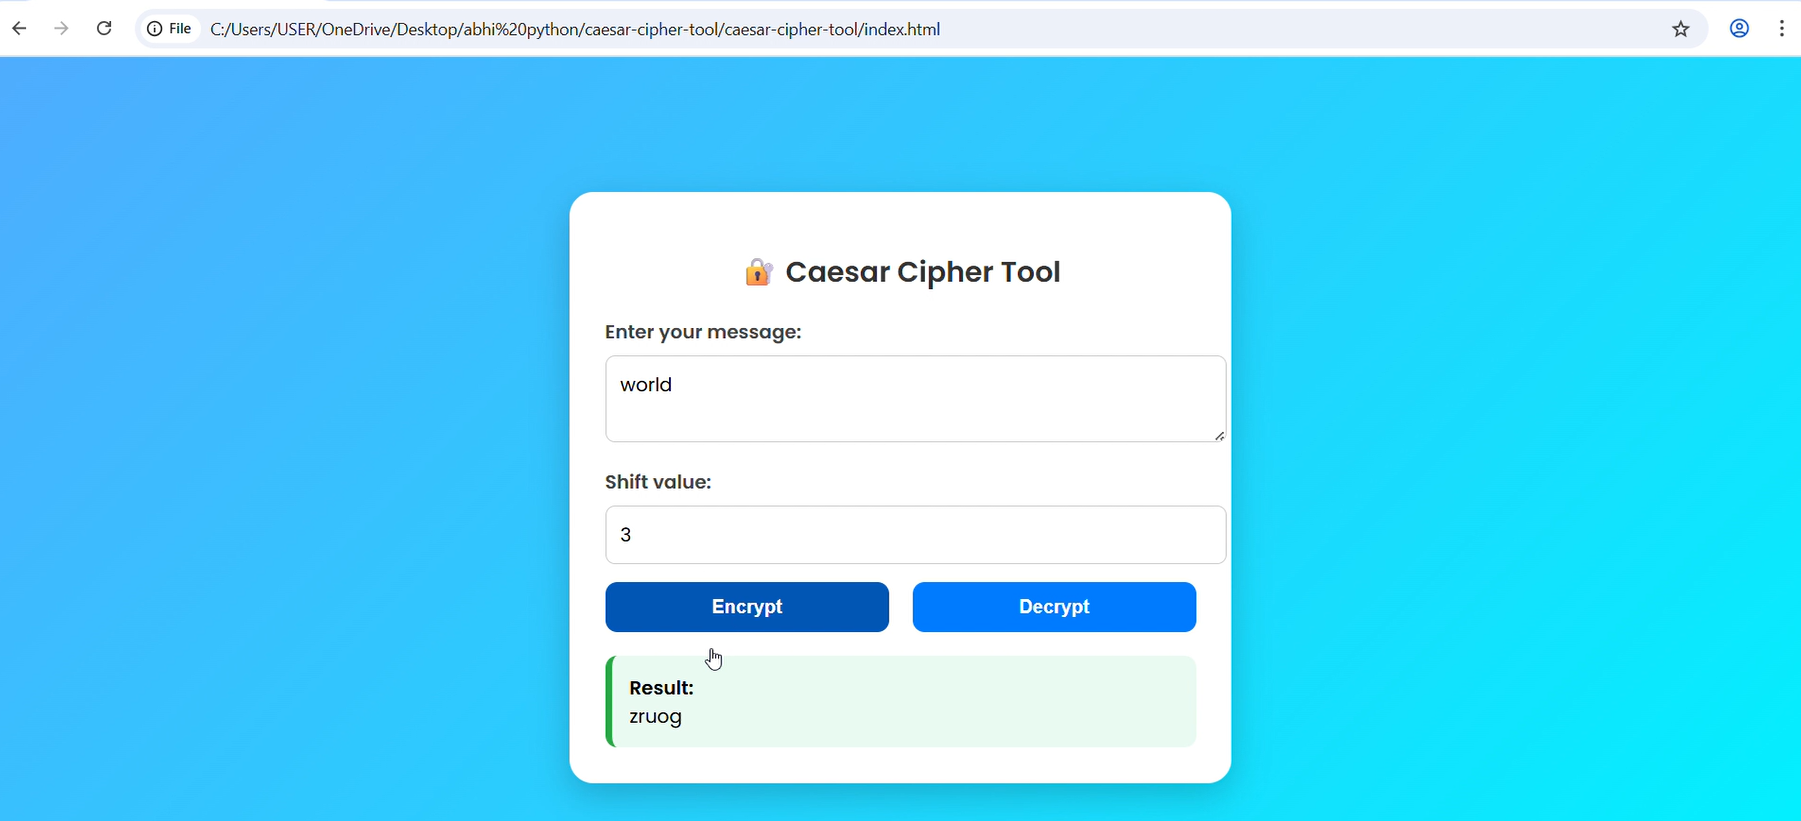 File C:/Users/USER/OneDrive/Desktop/abhi%20python/caesar-cipher-tool/caesar-cipher-tool/index.html
🔐 Caesar Cipher Tool
Enter your message:
world
Shift value:
3
Encrypt Decrypt
Result:
zruog